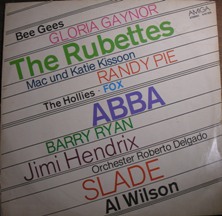 Bee Gees
GLORIA GAYNOR
AMIGA
The Rubettes
Mac und Katie Kissoon
RANDY PIE
The Hollies - FOX
ABBA
BARRY RYAN
Jimi Hendrix
Orchester Roberto Delgado
SLADE
Al Wilson